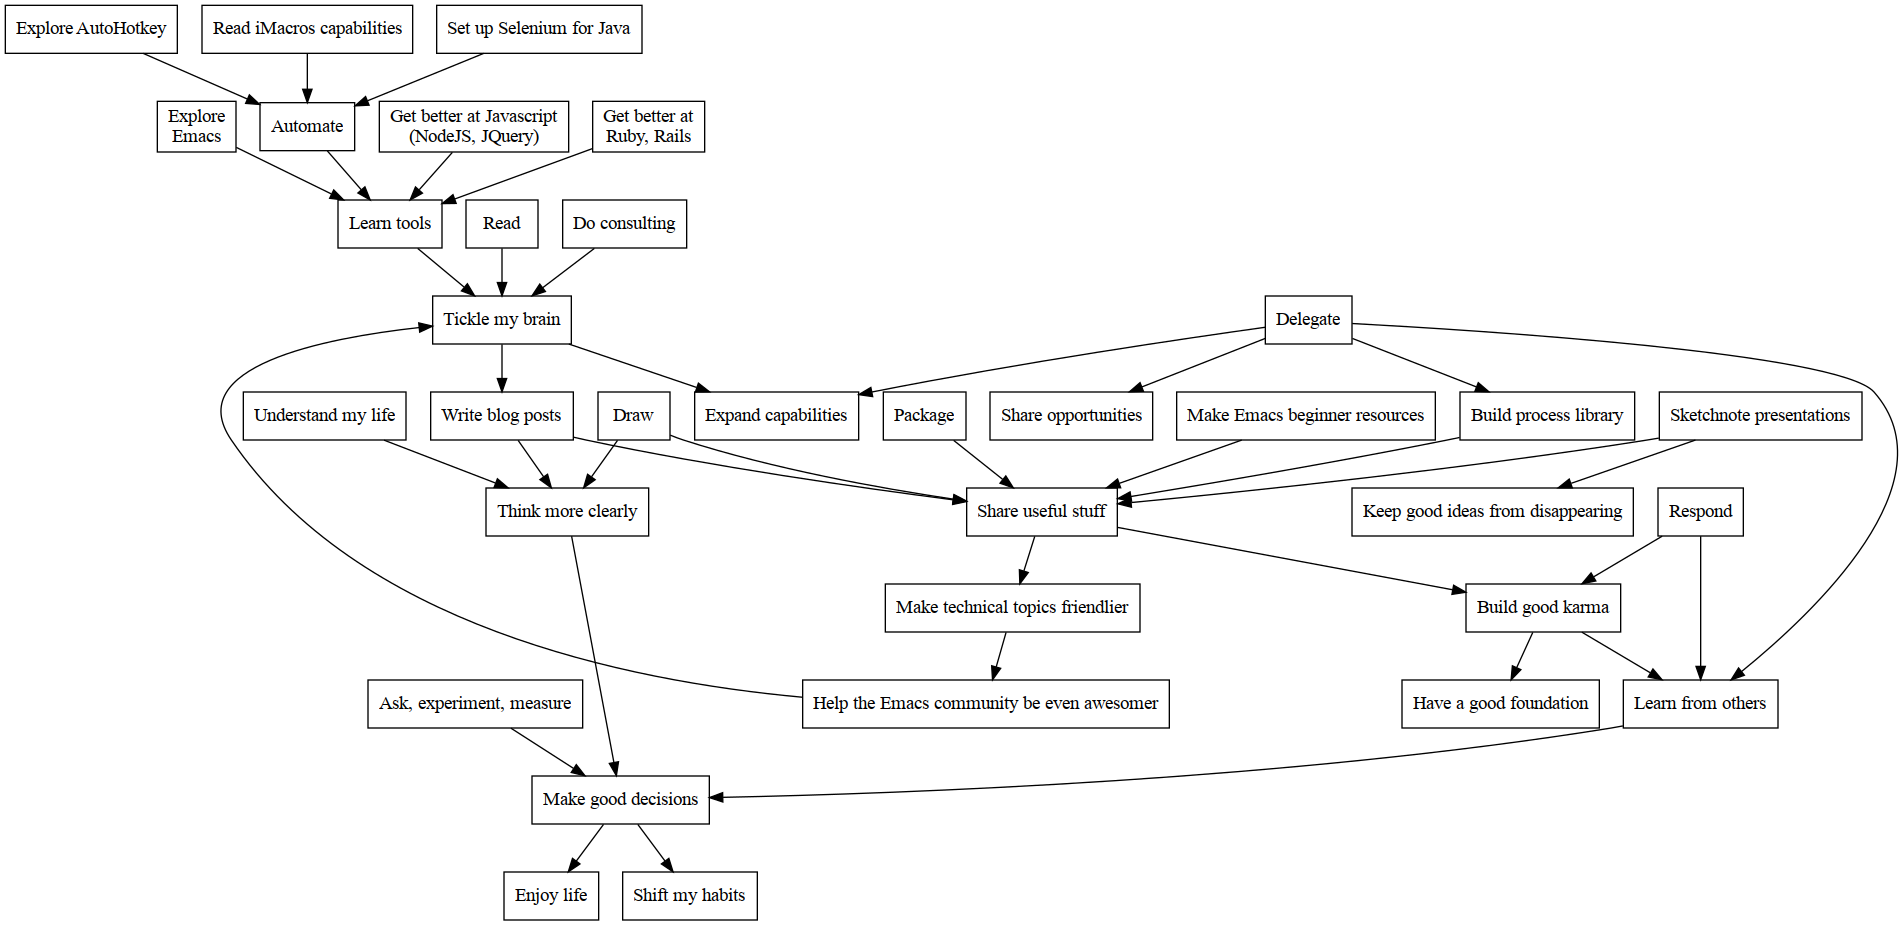 Explore AutoHotkey
Read iMacros capabilities
Set up Selenium for Java
Explore
Emacs
Automate
Get better at Javascript
(NodeJS, JQuery)
Get better at
Ruby, Rails
Learn tools
Read
Do consulting
Tickle my brain
Delegate
Understand my life
Write blog posts
Draw
Expand capabilities
Package
Share opportunities
Make Emacs beginner resources
Build process library
Sketchnote presentations
Think more clearly
Share useful stuff
Keep good ideas from disappearing
Respond
Make technical topics friendlier
Build good karma
Ask, experiment, measure
Help the Emacs community be even awesomer
Have a good foundation
Learn from others
Make good decisions
Enjoy life
Shift my habits